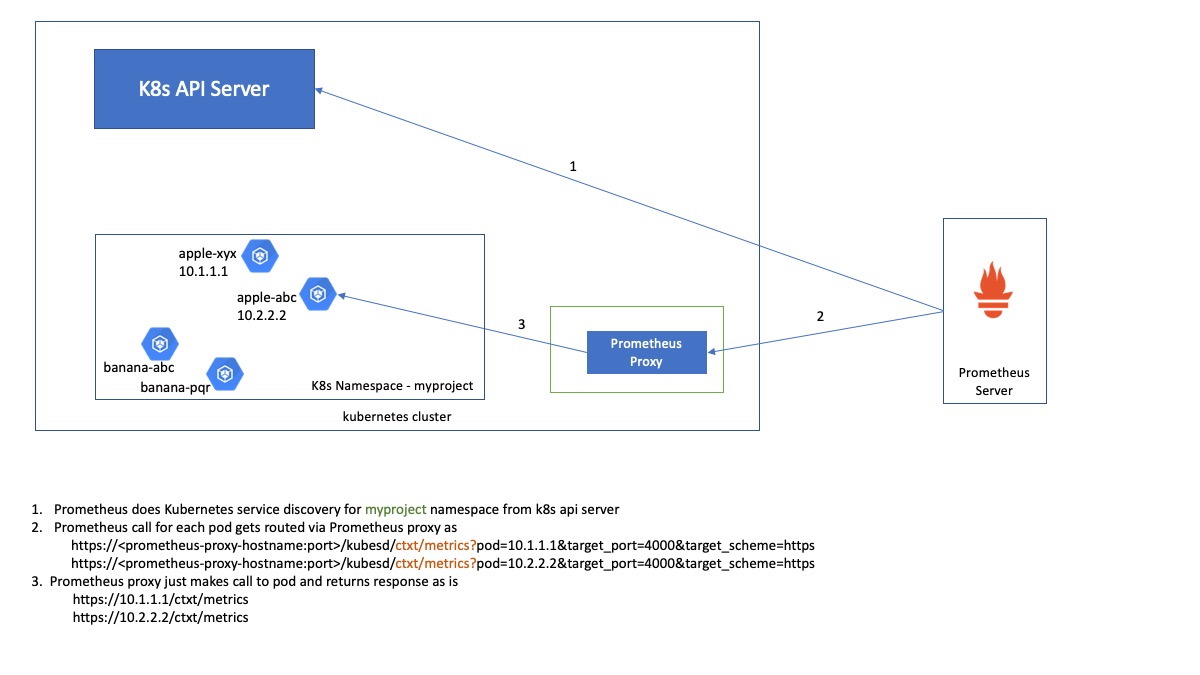 K8s API Server
1
apple-xyx
10.1.1.1
apple-abc
10.2.2.2
banana-abc
banana-pqr
K8s Namespace - myproject
kubernetes cluster
3
Prometheus
Proxy
2
Prometheus
Server
1. Prometheus does Kubernetes service discovery for myproject namespace from k8s api server
2. Prometheus call for each pod gets routed via Prometheus proxy as
https://<prometheus-proxy-hostname:port>/kubesd/ctxt/metrics?pod=10.1.1.1&target_port=4000&target_scheme=https
https://<prometheus-proxy-hostname:port>/kubesd/ctxt/metrics?pod=10.2.2.2&target_port=4000&target_scheme=https
3. Prometheus proxy just makes call to pod and returns response as is
https://10.1.1.1/ctxt/metrics
https://10.2.2.2/ctxt/metrics